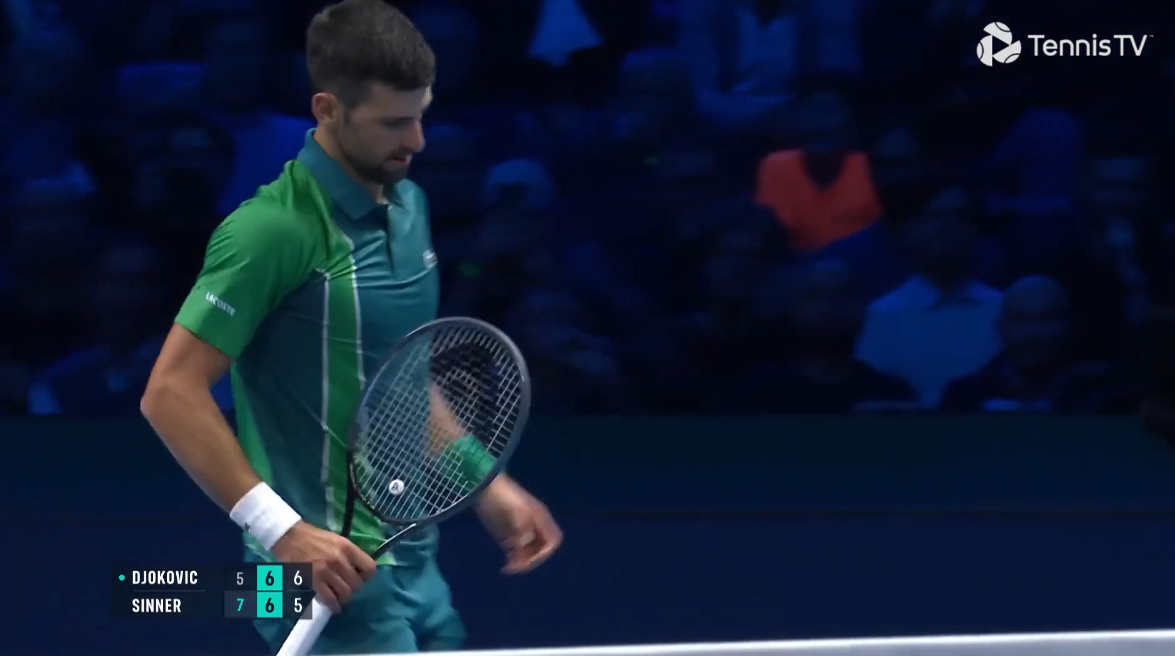 TennisTV
LACOSTE
DJOKOVIC 5 6 6
SINNER 7 6 5